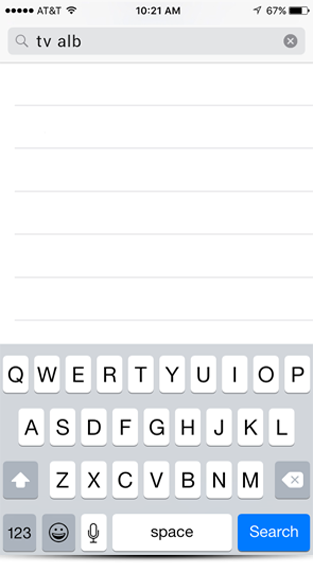 AT&T 10:21 AM 67%
tv alb
Q W E R T Y U I O P
A S D F G H J K L
Z X C V B N M
123 space Search